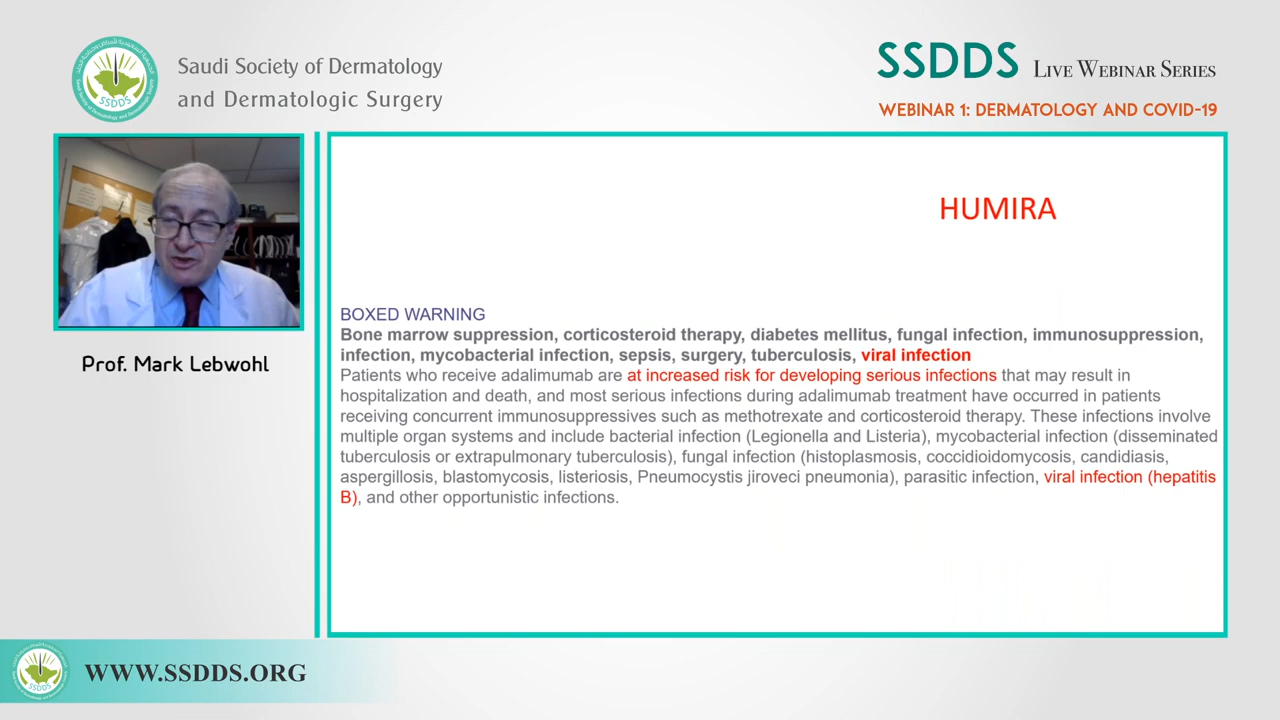 Saudi Society of Dermatology
and Dermatologic Surgery
SSDDS
SSDDS LIVE WEBINAR SERIES
WEBINAR 1: DERMATOLOGY AND COVID-19
Prof. Mark Lebwohl
HUMIRA
BOXED WARNING
Bone marrow suppression, corticosteroid therapy, diabetes mellitus, fungal infection, immunosuppression,
infection, mycobacterial infection, sepsis, surgery, tuberculosis, viral infection
Patients who receive adalimumab are at increased risk for developing serious infections that may result in
hospitalization and death, and most serious infections during adalimumab treatment have occurred in patients
receiving concurrent immunosuppressives such as methotrexate and corticosteroid therapy. These infections involve
multiple organ systems and include bacterial infection (Legionella and Listeria), mycobacterial infection (disseminated
tuberculosis or extrapulmonary tuberculosis), fungal infection (histoplasmosis, coccidioidomycosis, candidiasis,
aspergillosis, blastomycosis, listeriosis, Pneumocystis jiroveci pneumonia), parasitic infection, viral infection (hepatitis
B), and other opportunistic infections.
SSDDS
WWW.SSDDS.ORG